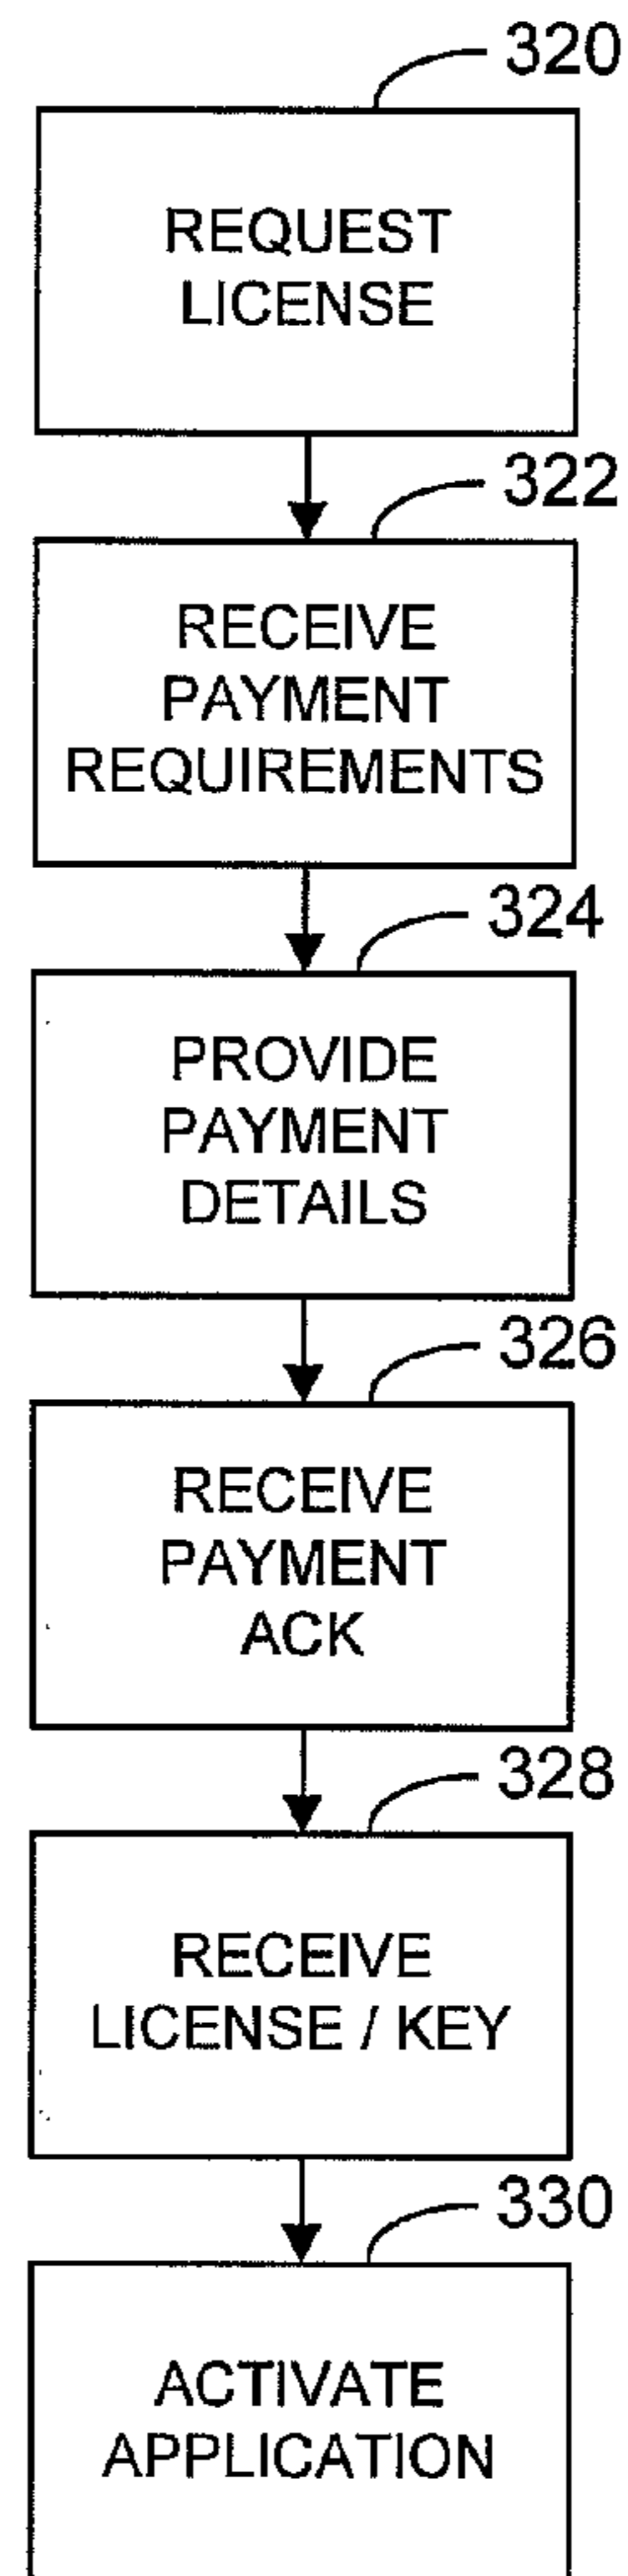 320
REQUEST
LICENSE
322
RECEIVE
PAYMENT
REQUIREMENTS
324
PROVIDE
PAYMENT
DETAILS
326
RECEIVE
PAYMENT
ACK
328
RECEIVE
LICENSE / KEY
330
ACTIVATE
APPLICATION